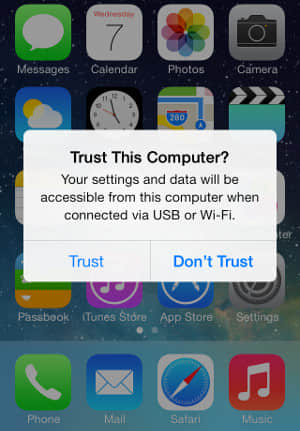 Wednesday
7
Messages
Calendar
Photos
Camera
280
Trust This Computer?
Your settings and data will be
accessible from this computer when
connected via USB or Wi-Fi.
Trust
Don't Trust
Passbook
iTunes Store
App Store
Settings
Phone
Mail
Safari
Music